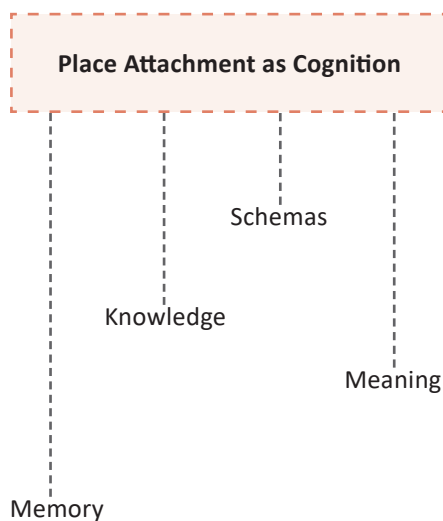 Place Attachment as Cognition
Schemas
Knowledge
Meaning
Memory